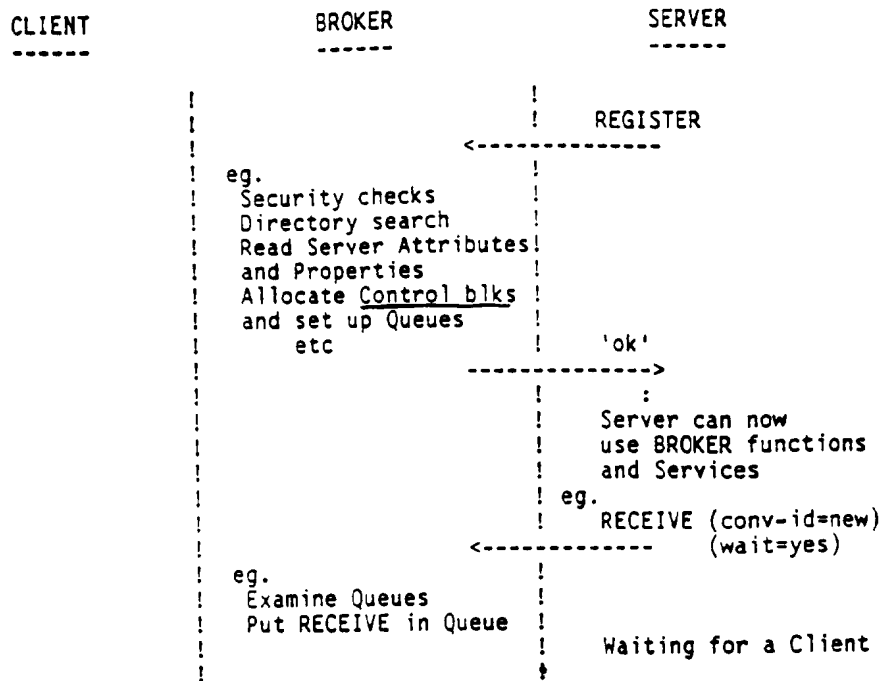 CLIENT BROKER SERVER
------ ------ ------
! !
! ! REGISTER
! <--------------
! eg. !
! Security checks !
! Directory search !
! Read Server Attributes!
! and Properties !
! Allocate Control blks !
! and set up Queues !
! etc ! 'ok'
! -------------->
! ! :
! ! Server can now
! ! use BROKER functions
! ! and Services
! ! eg.
! ! RECEIVE (conv-id=new)
! <------------- (wait=yes)
! eg. !
! Examine Queues !
! Put RECEIVE in Queue !
! ! Waiting for a Client
! !